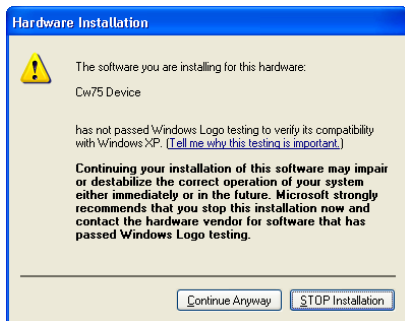 Hardware Installation
The software you are installing for this hardware:
Cw75 Device
has not passed Windows Logo testing to verify its compatibility
with Windows XP. (Tell me why this testing is important.)
Continuing your installation of this software may impair
or destabilize the correct operation of your system
either immediately or in the future. Microsoft strongly
recommends that you stop this installation now and
contact the hardware vendor for software that has
passed Windows Logo testing.
Continue Anyway
STOP Installation